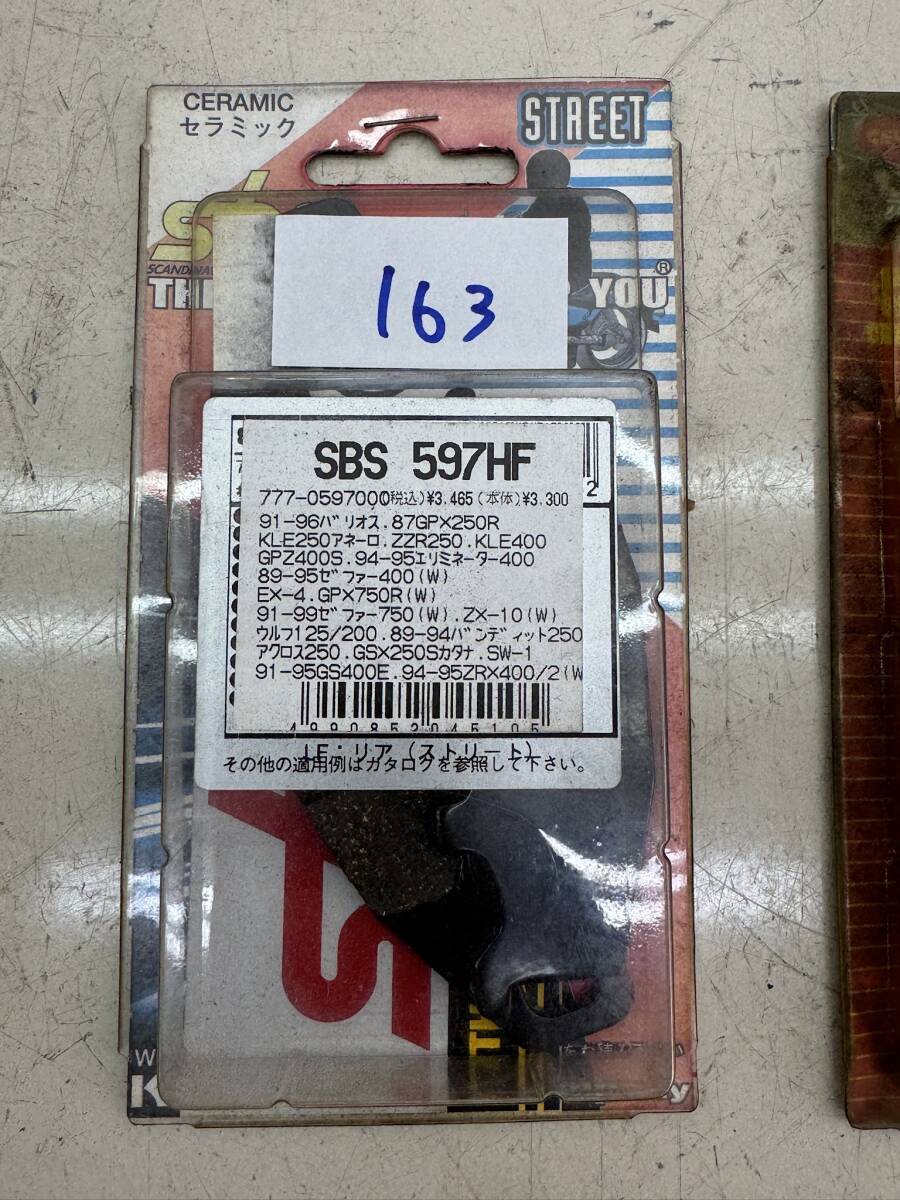 CERAMIC
セラミック
STREET
163
YOU®
SBS 597HF
777-0597000(税込)¥3.465(本体)¥3.300
91-96バリオス.87GPX250R
KLE250アネーロ.ZZR250.KLE400
GPZ400S.94-95エリミネーター400
89-95ゼファー400(W)
EX-4.GPX750R(W)
91-99ゼファー750(W).ZX-10(W)
ウルフ125/200.89-94バンディット250
アクロス250.GSX250Sカタナ.SW-1
91-95GS400E.94-95ZRX400/2(W
4990852045105
リア(ストリート)
その他の適用例はカタログを参照して下さい。